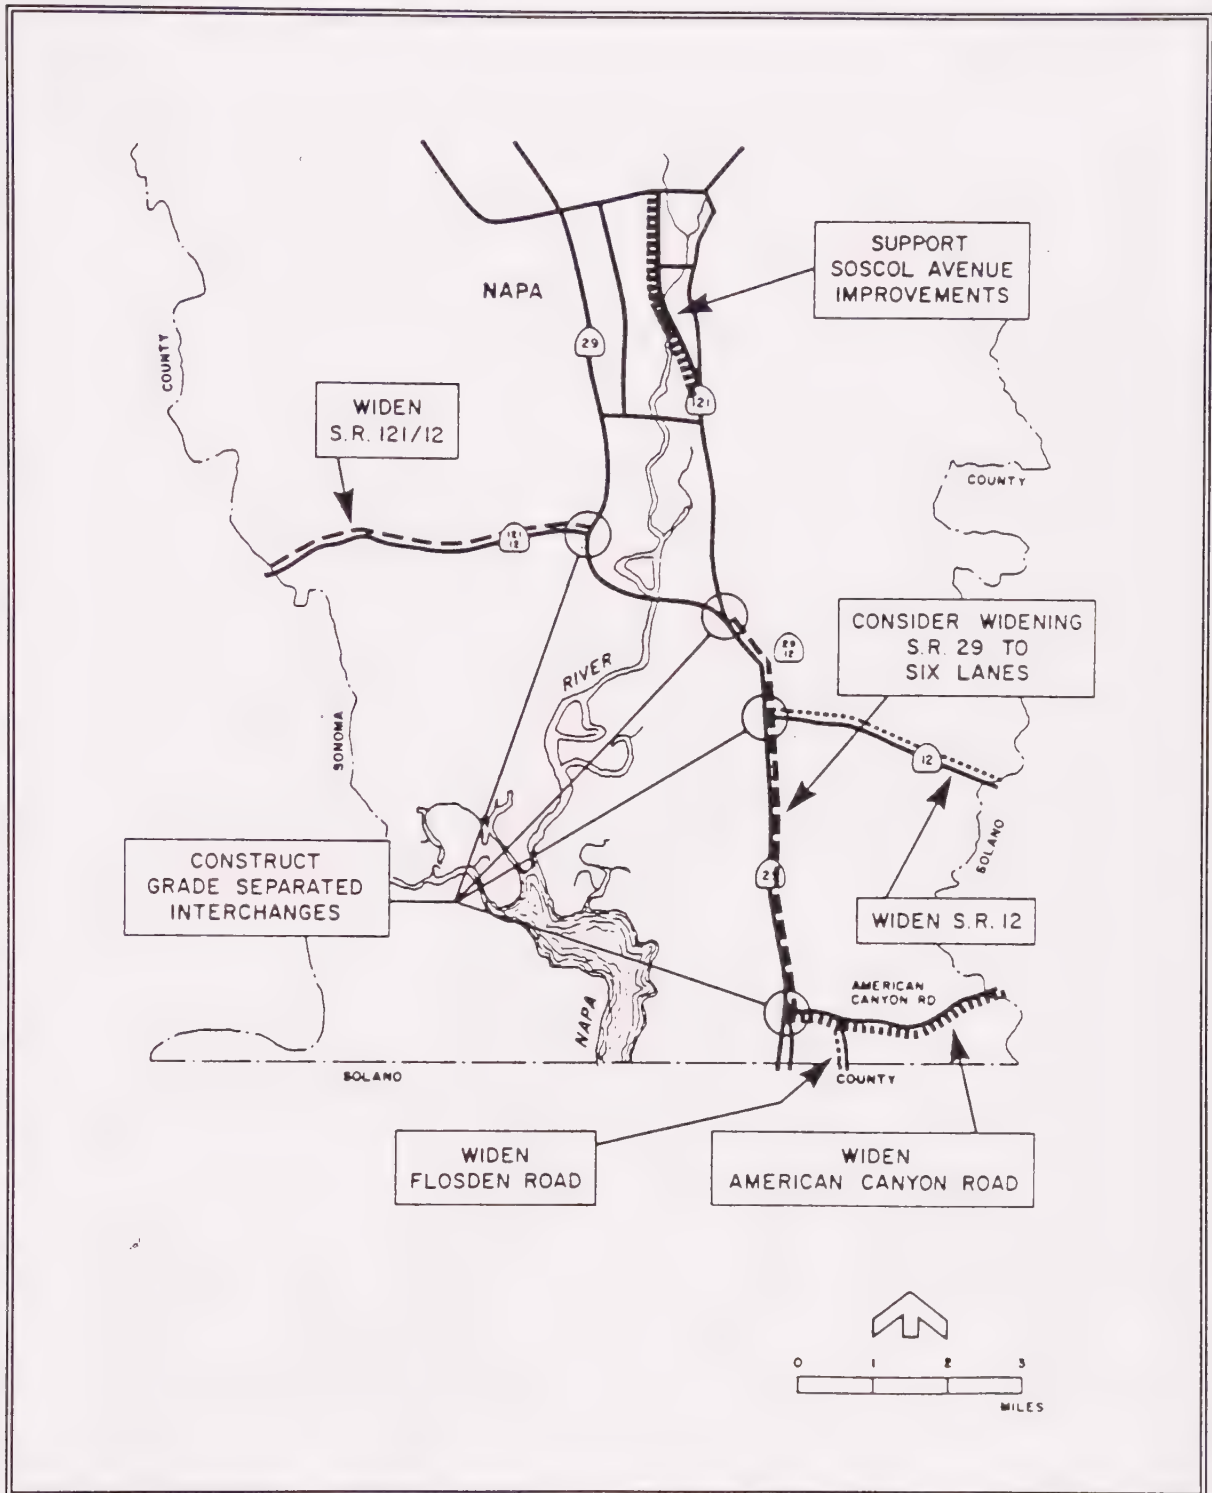 SUPPORT
SOSCOL AVENUE
IMPROVEMENTS
NAPA
29
COUNTY
121
WIDEN
S.R. 121/12
COUNTY
121
12
CONSIDER WIDENING
S.R. 29 TO
SIX LANES
29
12
RIVER
SONOMA
12
SOLANO
CONSTRUCT
GRADE SEPARATED
INTERCHANGES
29
WIDEN S.R. 12
AMERICAN
CANYON RD
NAPA
SOLANO
COUNTY
WIDEN
FLOSDEN ROAD
WIDEN
AMERICAN CANYON ROAD
0 1 2 3
MILES